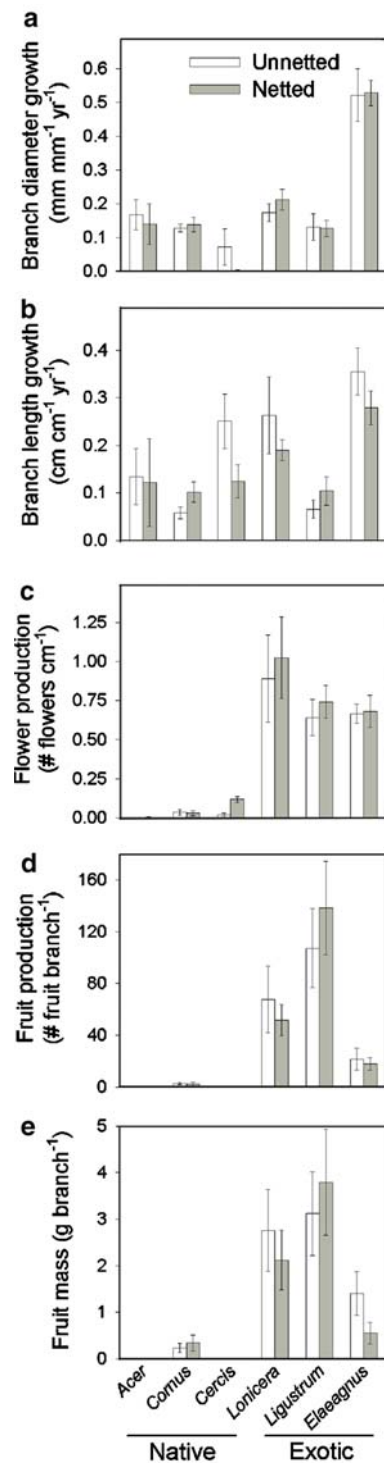 a
Unnetted
Netted
Branch diameter growth
(mm mm⁻¹ yr⁻¹)
0.6
0.5
0.4
0.3
0.2
0.1
0.0
b
Branch length growth
(cm cm⁻¹ yr⁻¹)
0.4
0.3
0.2
0.1
0.0
c
Flower production
(# flowers cm⁻¹)
1.25
1.00
0.75
0.50
0.25
0.00
d
Fruit production
(# fruit branch⁻¹)
160
120
80
40
0
e
Fruit mass (g branch⁻¹)
5
4
3
2
1
0
Acer
Cornus
Cercis
Lonicera
Ligustrum
Elaeagnus
Native
Exotic